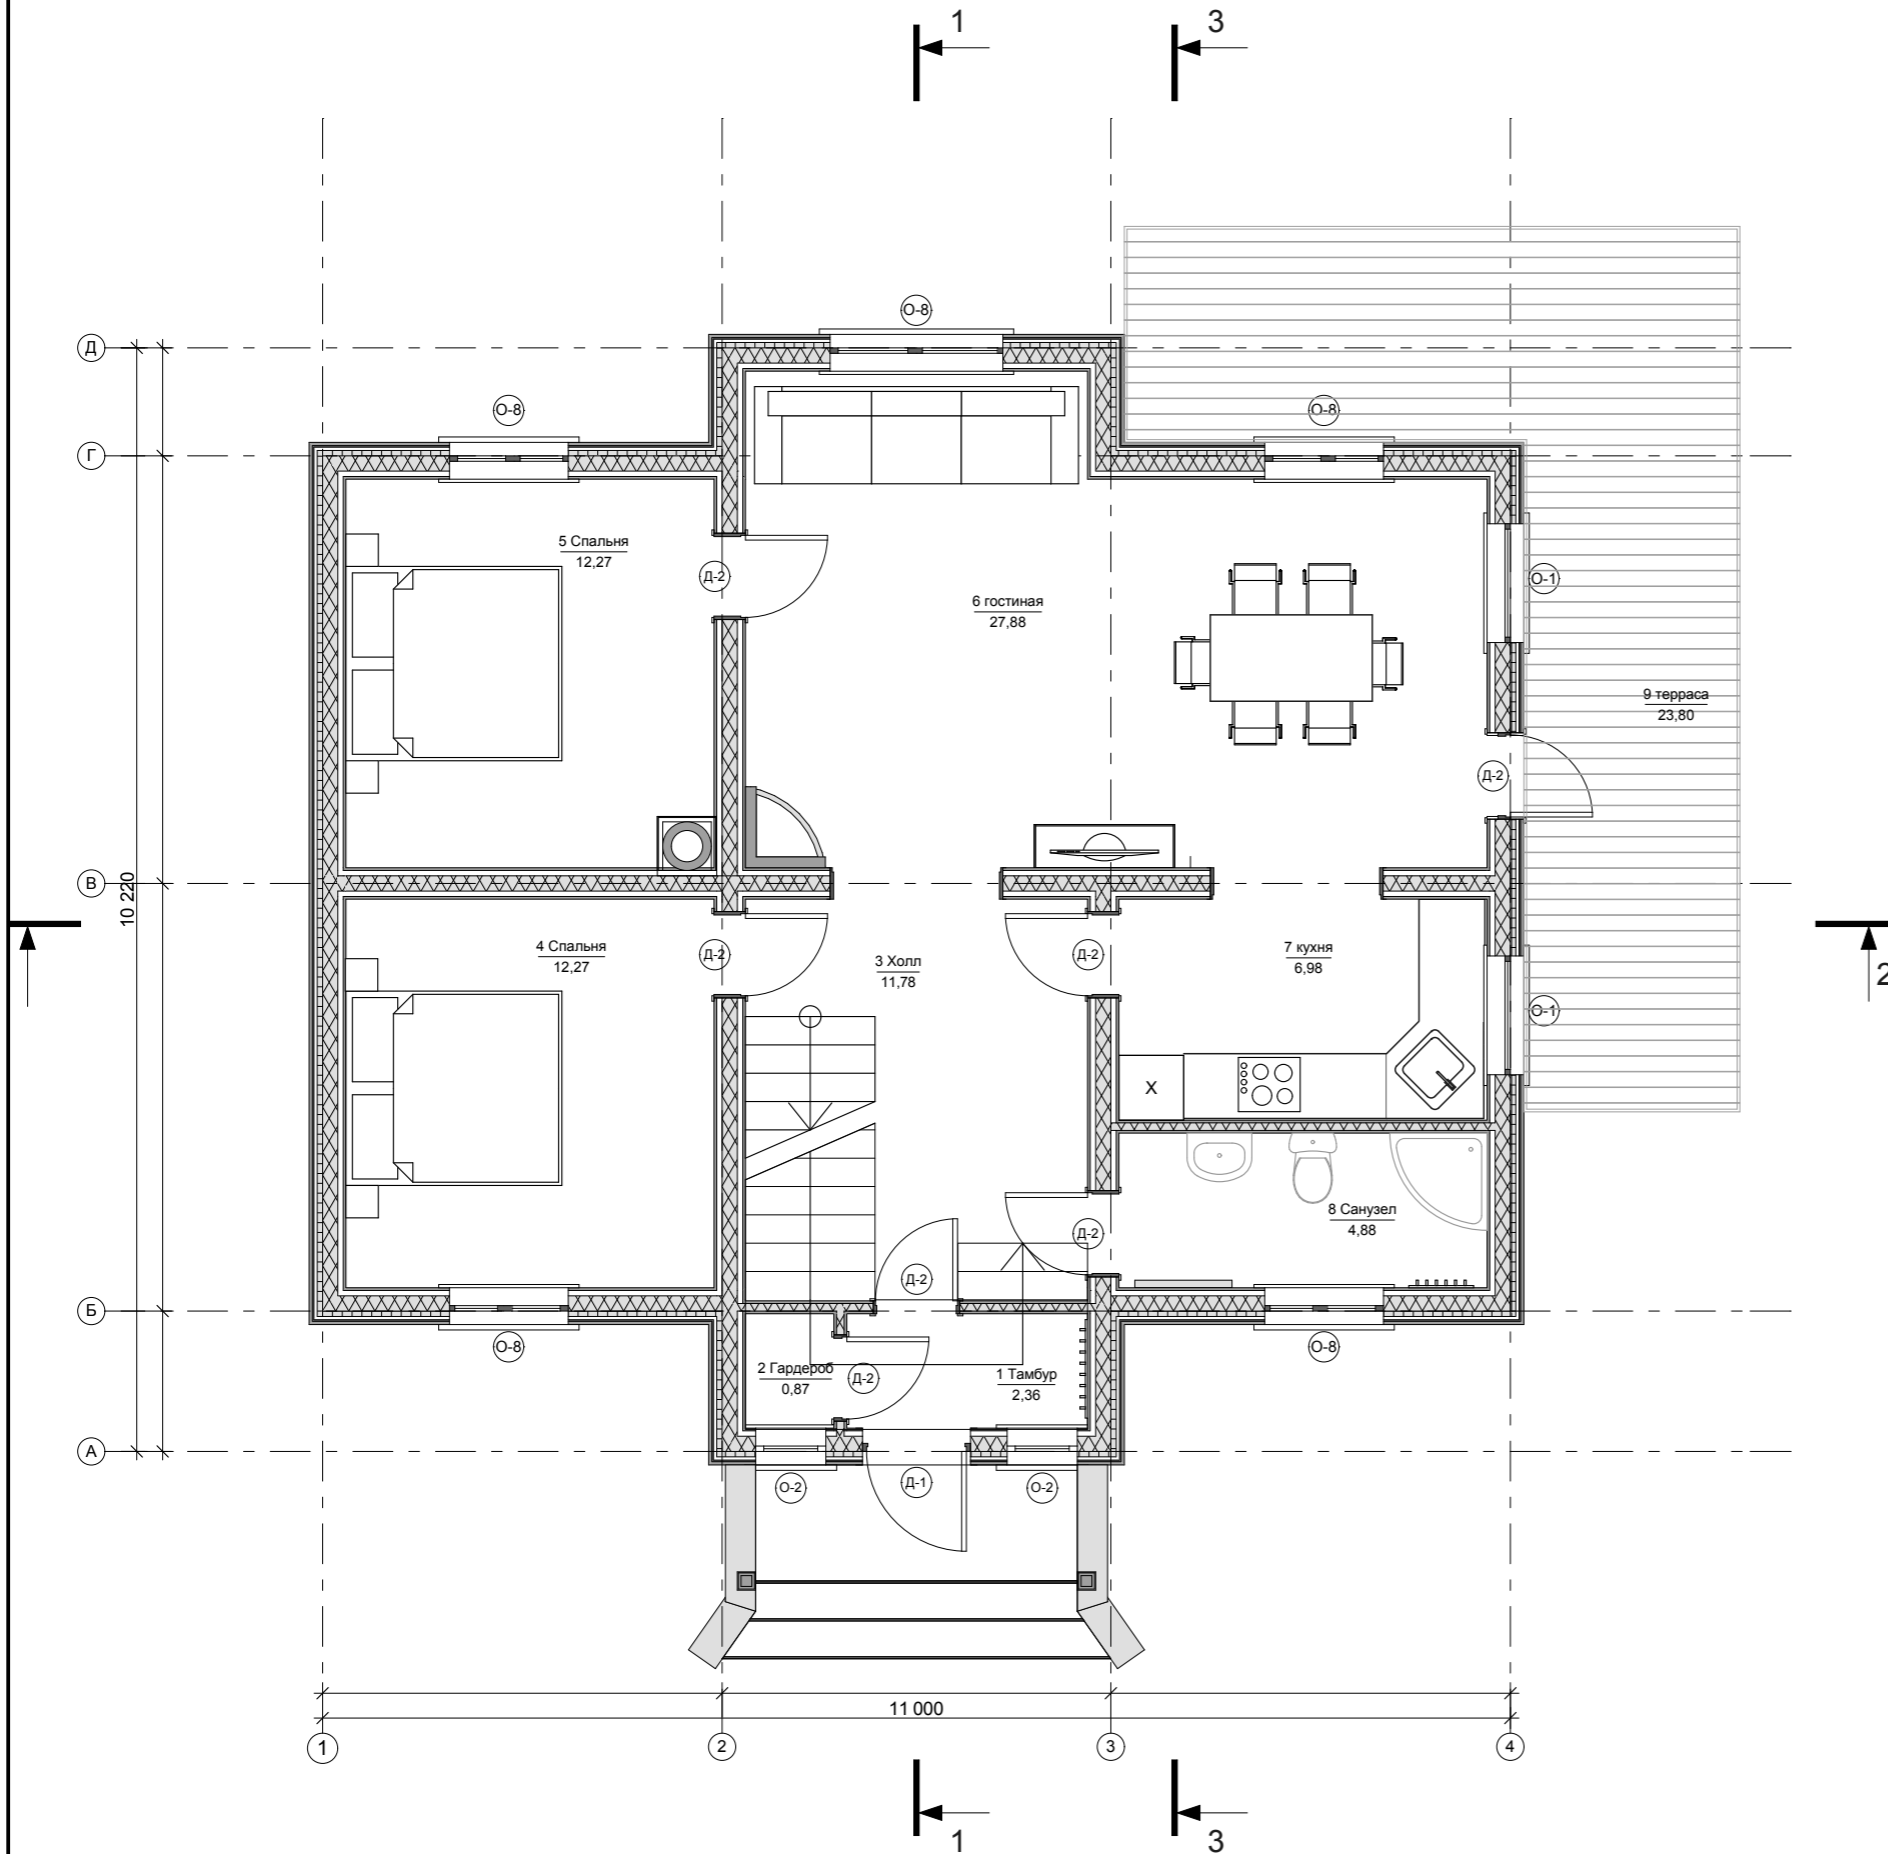 1
3
О-8
Д
О-8
О-8
Г
5 Спальня
12,27
Д-2
О-1
6 гостиная
27,88
9 терраса
23,80
Д-2
В
10 220
4 Спальня
12,27
Д-2
3 Холл
11,78
Д-2
7 кухня
6,98
2
О-1
X
8 Санузел
4,88
Д-2
Д-2
Б
О-8
О-8
2 Гардероб
0,87
Д-2
1 Тамбур
2,36
А
О-2
Д-1
О-2
11 000
1
2
3
4
1
3